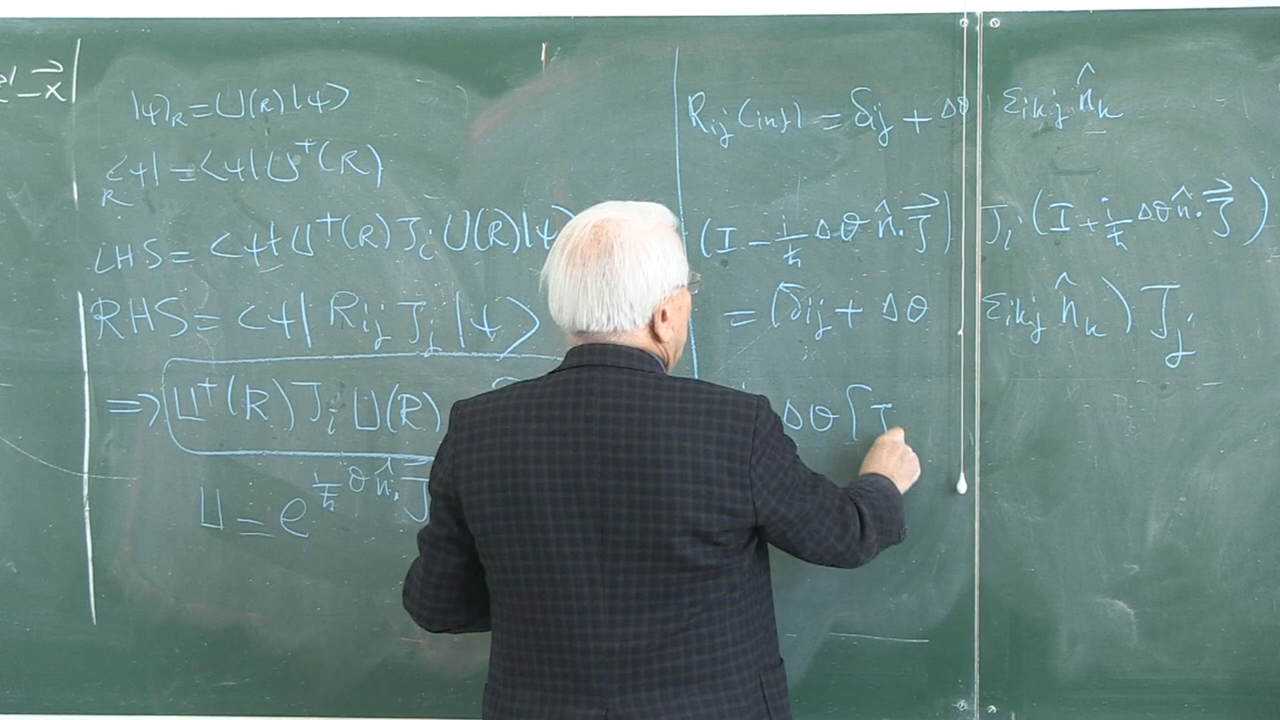 x⃗' - x⃗
|ψ⟩_R = U(R)|ψ⟩
_R⟨ψ| = ⟨ψ|U†(R)
LHS = ⟨ψ|U†(R) J_i U(R)|ψ
RHS = ⟨ψ| R_ij J_j |ψ⟩
⇒ U†(R) J_i U(R)
U = e^{i/ħ θ n̂·J⃗
R_ij (inf) = δ_ij + Δθ ε_ikj n̂_k
(I - i/ħ Δθ n̂·J⃗) J_i (I + i/ħ Δθ n̂·J⃗)
= (δ_ij + Δθ ε_ikj n̂_k) J_j
Δθ [J